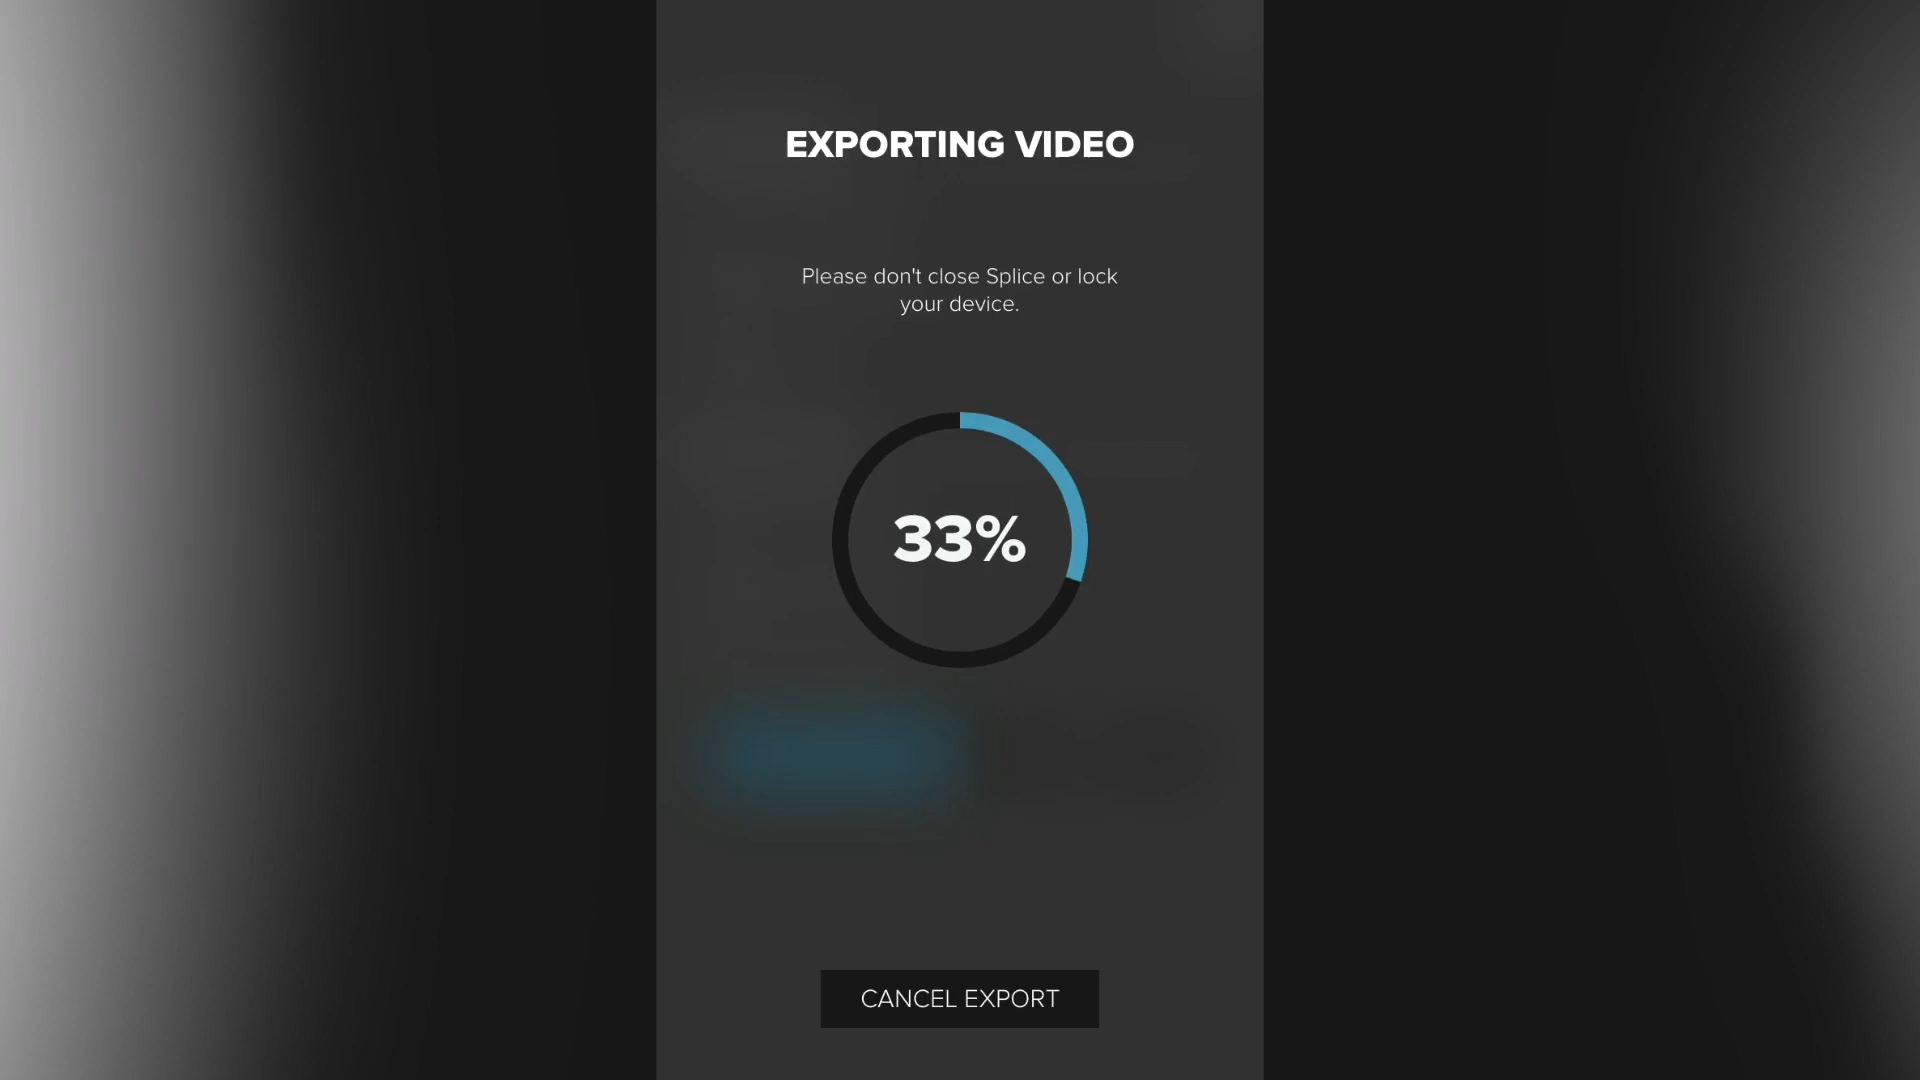 EXPORTING VIDEO
Please don't close Splice or lock
your device.
33%
CANCEL EXPORT